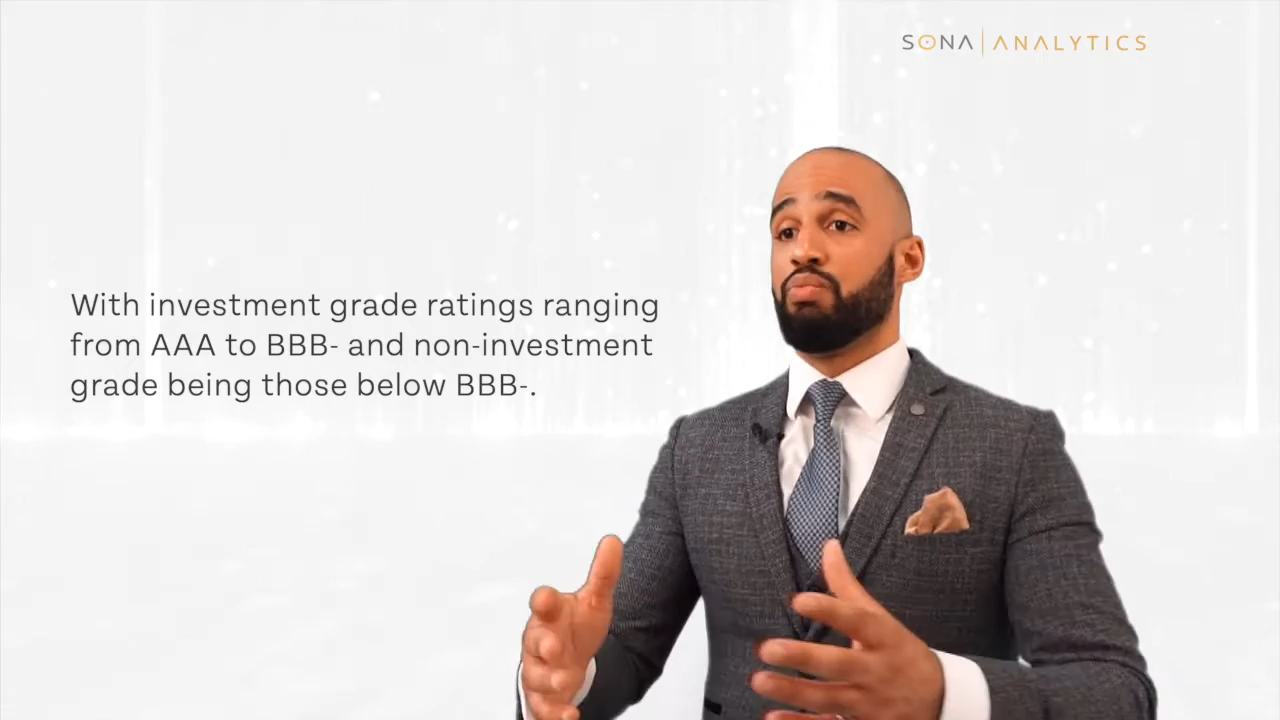 SONA | ANALYTICS
With investment grade ratings ranging
from AAA to BBB- and non-investment
grade being those below BBB-.